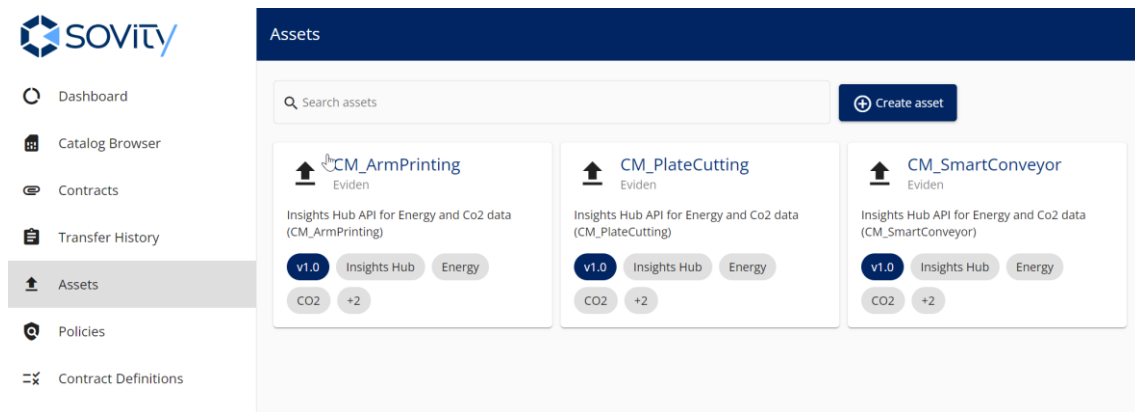 sovity
Assets
Dashboard
Catalog Browser
Contracts
Transfer History
Assets
Policies
Contract Definitions
Search assets
Create asset
CM_ArmPrinting
Eviden
Insights Hub API for Energy and Co2 data
(CM_ArmPrinting)
v1.0 Insights Hub Energy
CO2 +2
CM_PlateCutting
Eviden
Insights Hub API for Energy and Co2 data
(CM_PlateCutting)
v1.0 Insights Hub Energy
CO2 +2
CM_SmartConveyor
Eviden
Insights Hub API for Energy and Co2 data
(CM_SmartConveyor)
v1.0 Insights Hub Energy
CO2 +2